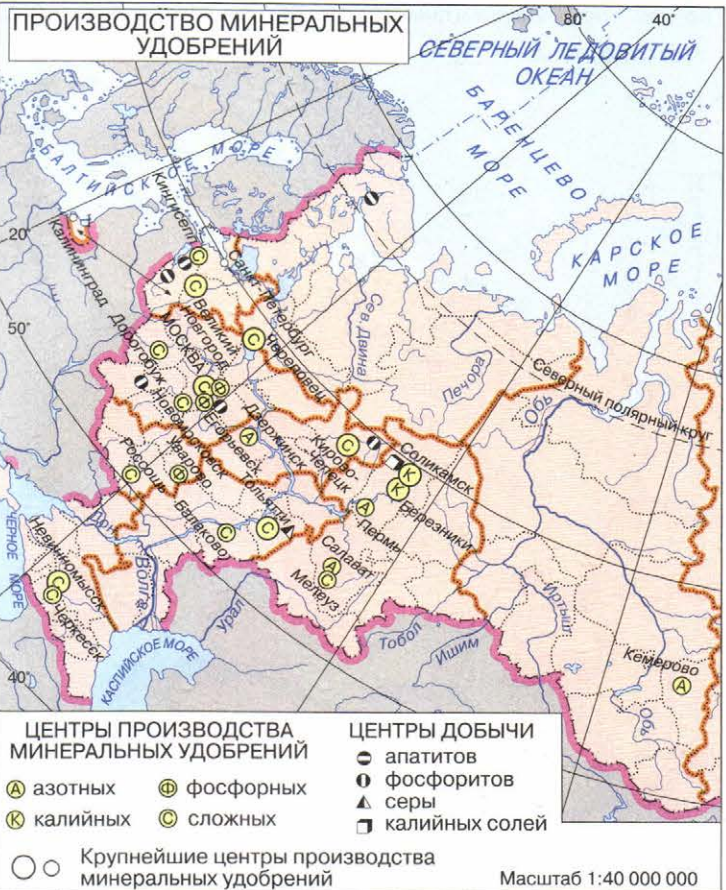 ПРОИЗВОДСТВО МИНЕРАЛЬНЫХ
УДОБРЕНИЙ
80°
40°
СЕВЕРНЫЙ ЛЕДОВИТЫЙ
ОКЕАН
БАРЕНЦЕВО
МОРЕ
КАРСКОЕ
МОРЕ
БАЛТИЙСКОЕ МОРЕ
20°
50°
Калининград
Кингисепп
Санкт-Петербург
Великий
Новгород
МОСКВА
Дорогобуж
Череповец
Сев. Двина
Печора
Обь
Северный полярный круг
Новомосковск
Воскресенск
Дзержинск
Кирово-
Чепецк
Соликамск
Березники
Пермь
Россошь
Уварово
Тольятти
Балаково
Салават
Мелеуз
Дон
Волга
Урал
Тобол
Ишим
Иртыш
Обь
Кемерово
ЧЕРНОЕ МОРЕ
Невинномысск
Черкесск
КАСПИЙСКОЕ МОРЕ
40°
А
К
С
Ф
ЦЕНТРЫ ПРОИЗВОДСТВА
МИНЕРАЛЬНЫХ УДОБРЕНИЙ
А азотных
Ф фосфорных
К калийных
С сложных
Крупнейшие центры производства
минеральных удобрений
ЦЕНТРЫ ДОБЫЧИ
апатитов
фосфоритов
серы
калийных солей
Масштаб 1:40 000 000